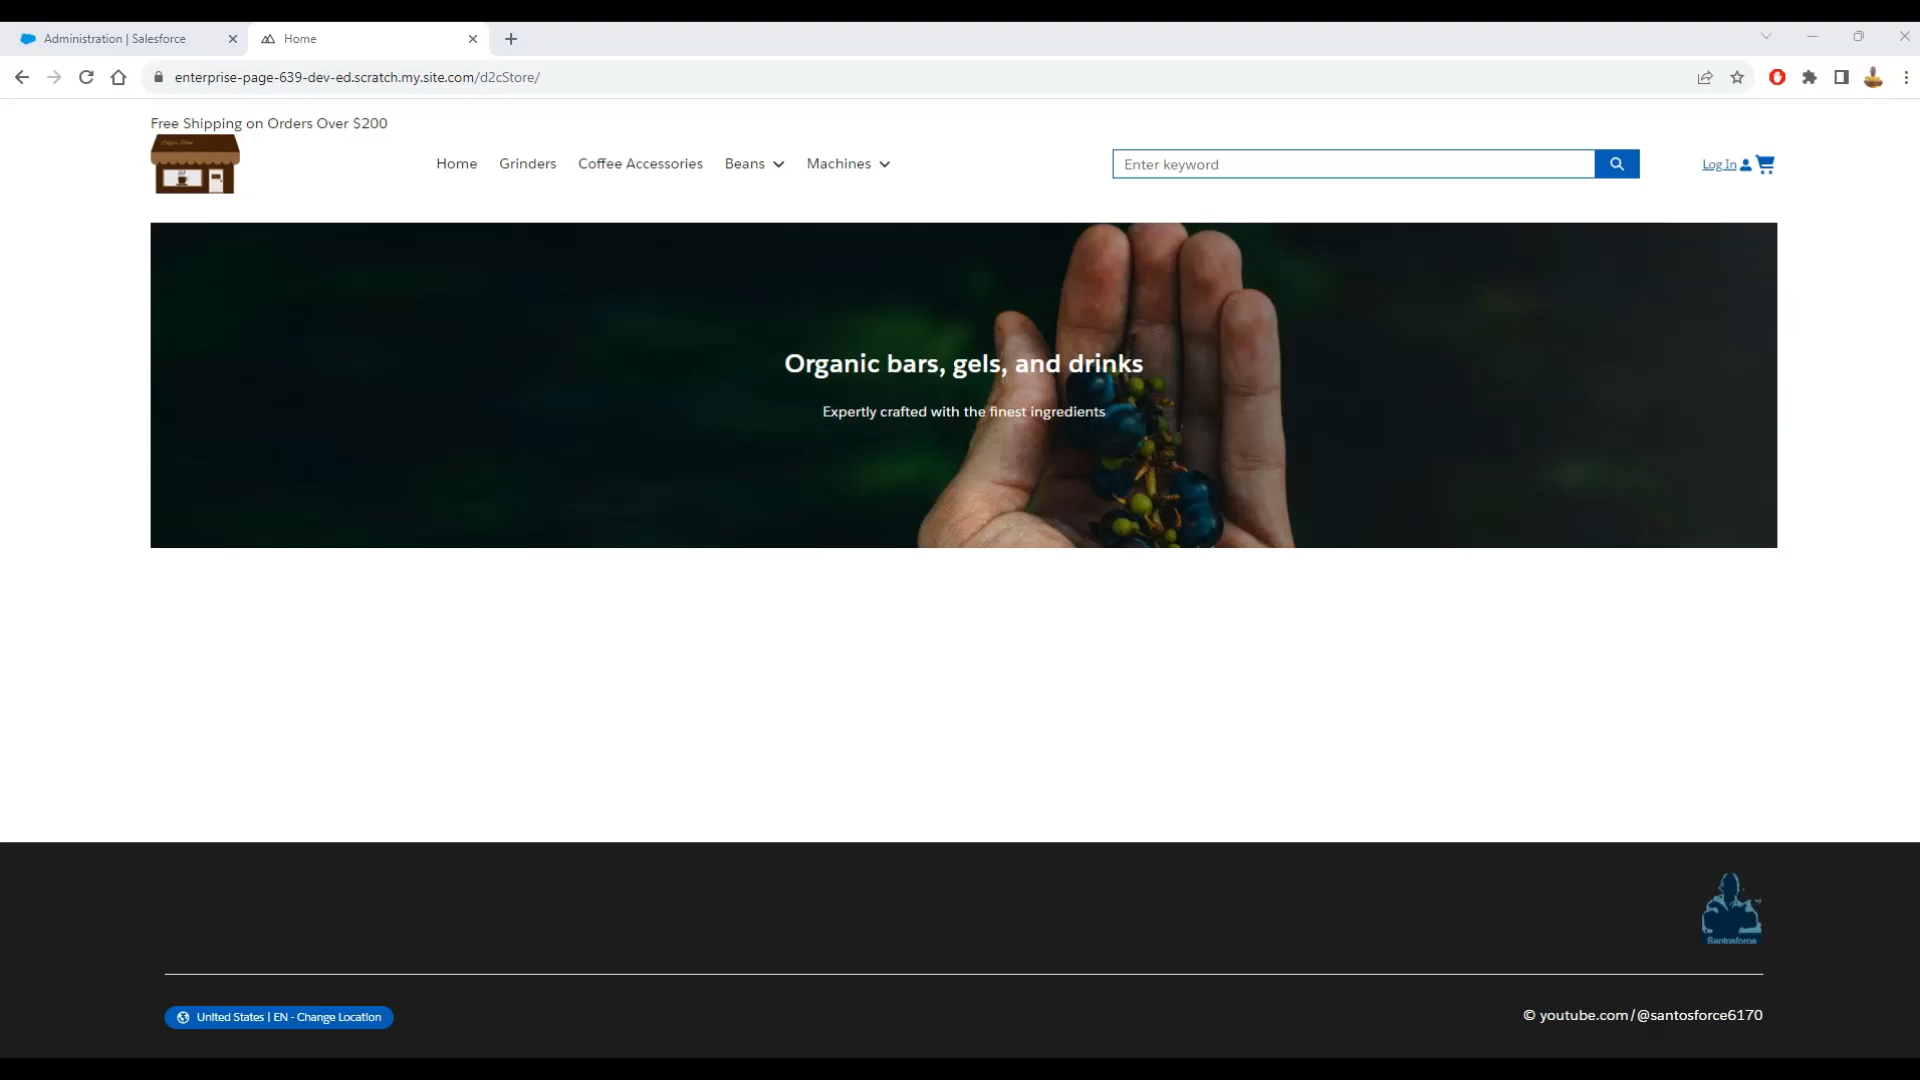 Administration | Salesforce
Home
enterprise-page-639-dev-ed.scratch.my.site.com/d2cStore/
Free Shipping on Orders Over $200
Home Grinders Coffee Accessories Beans Machines
Enter keyword
Log In
Organic bars, gels, and drinks
Expertly crafted with the finest ingredients
Santosforce
United States | EN - Change Location
© youtube.com/@santosforce6170